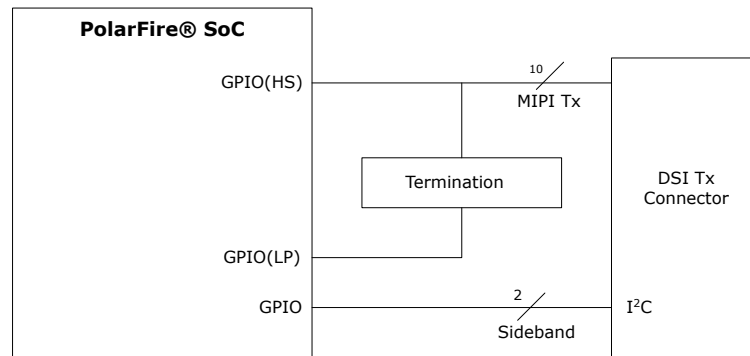 PolarFire® SoC
GPIO(HS)
10
MIPI Tx
Termination
DSI Tx
Connector
GPIO(LP)
GPIO
2
I²C
Sideband